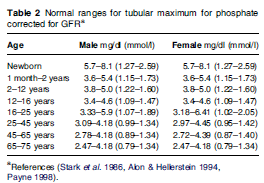 Table 2 Normal ranges for tubular maximum for phosphate
corrected for GFR*
Age Male mg/dl (mmol/l) Female mg/dl (mmol/l)
Newborn 5.7–8.1 (1.27–2.59) 5.7–8.1 (1.27–2.59)
1 month–2 years 3.6–5.4 (1.15–1.73) 3.6–5.4 (1.15–1.73)
2–12 years 3.8–5.0 (1.22–1.60) 3.8–5.0 (1.22–1.60)
12–16 years 3.4–4.6 (1.09–1.47) 3.4–4.6 (1.09–1.47)
16–25 years 3.33–5.9 (1.07–1.89) 3.18–6.41 (1.02–2.05)
25–45 years 3.09–4.18 (0.99–1.34) 2.97–4.45 (0.95–1.42)
45–65 years 2.78–4.18 (0.89–1.34) 2.72–4.39 (0.87–1.40)
65–75 years 2.47–4.18 (0.79–1.34) 2.47–4.18 (0.79–1.34)
*References (Stark et al. 1986, Alon & Hellerstein 1994,
Payne 1998).